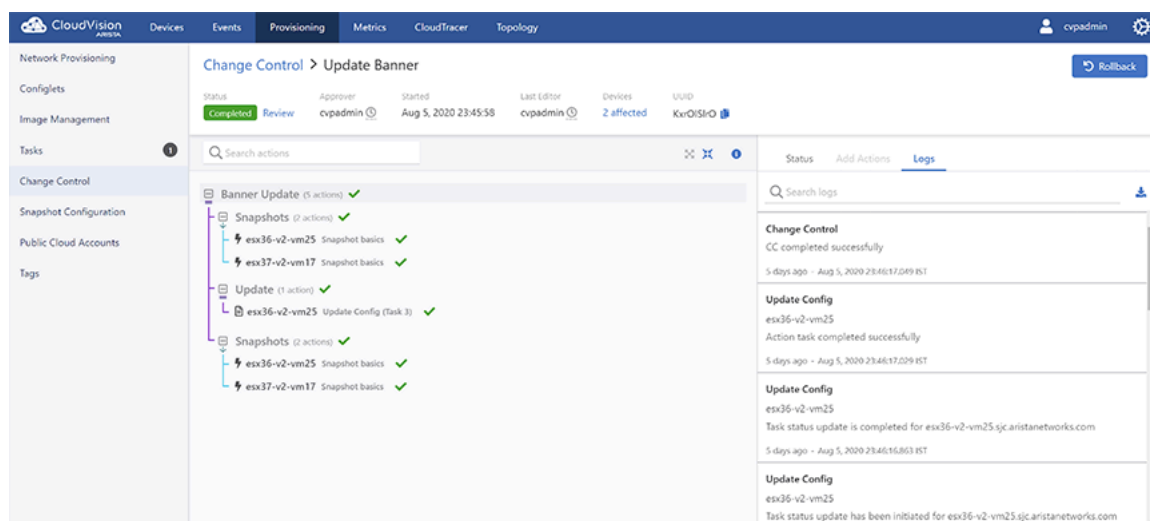 CloudVision
ARISTA
Devices
Events
Provisioning
Metrics
CloudTracer
Topology
cvpadmin
Network Provisioning
Configlets
Image Management
Tasks
1
Change Control
Snapshot Configuration
Public Cloud Accounts
Tags
Change Control > Update Banner
Rollback
Status
Approver
Started
Last Editor
Devices
UUID
Completed
Review
cvpadmin
Aug 5, 2020 23:45:58
cvpadmin
2 affected
Search actions
Banner Update (5 actions)
Snapshots (2 actions)
esx36-v2-vm25 Snapshot basics
esx37-v2-vm17 Snapshot basics
Update (1 action)
esx36-v2-vm25 Update Config (Task 3)
Snapshots (2 actions)
esx36-v2-vm25 Snapshot basics
esx37-v2-vm17 Snapshot basics
Status
Add Actions
Logs
Search logs
Change Control
CC completed successfully
5 days ago - Aug 5, 2020 23:46:17.049 IST
Update Config
esx36-v2-vm25
Action task completed successfully
5 days ago - Aug 5, 2020 23:46:17.029 IST
Update Config
esx36-v2-vm25
Task status update is completed for esx36-v2-vm25.sjc.aristanetworks.com
5 days ago - Aug 5, 2020 23:46:16.863 IST
Update Config
esx36-v2-vm25
Task status update has been initiated for esx36-v2-vm25.sjc.aristanetworks.com